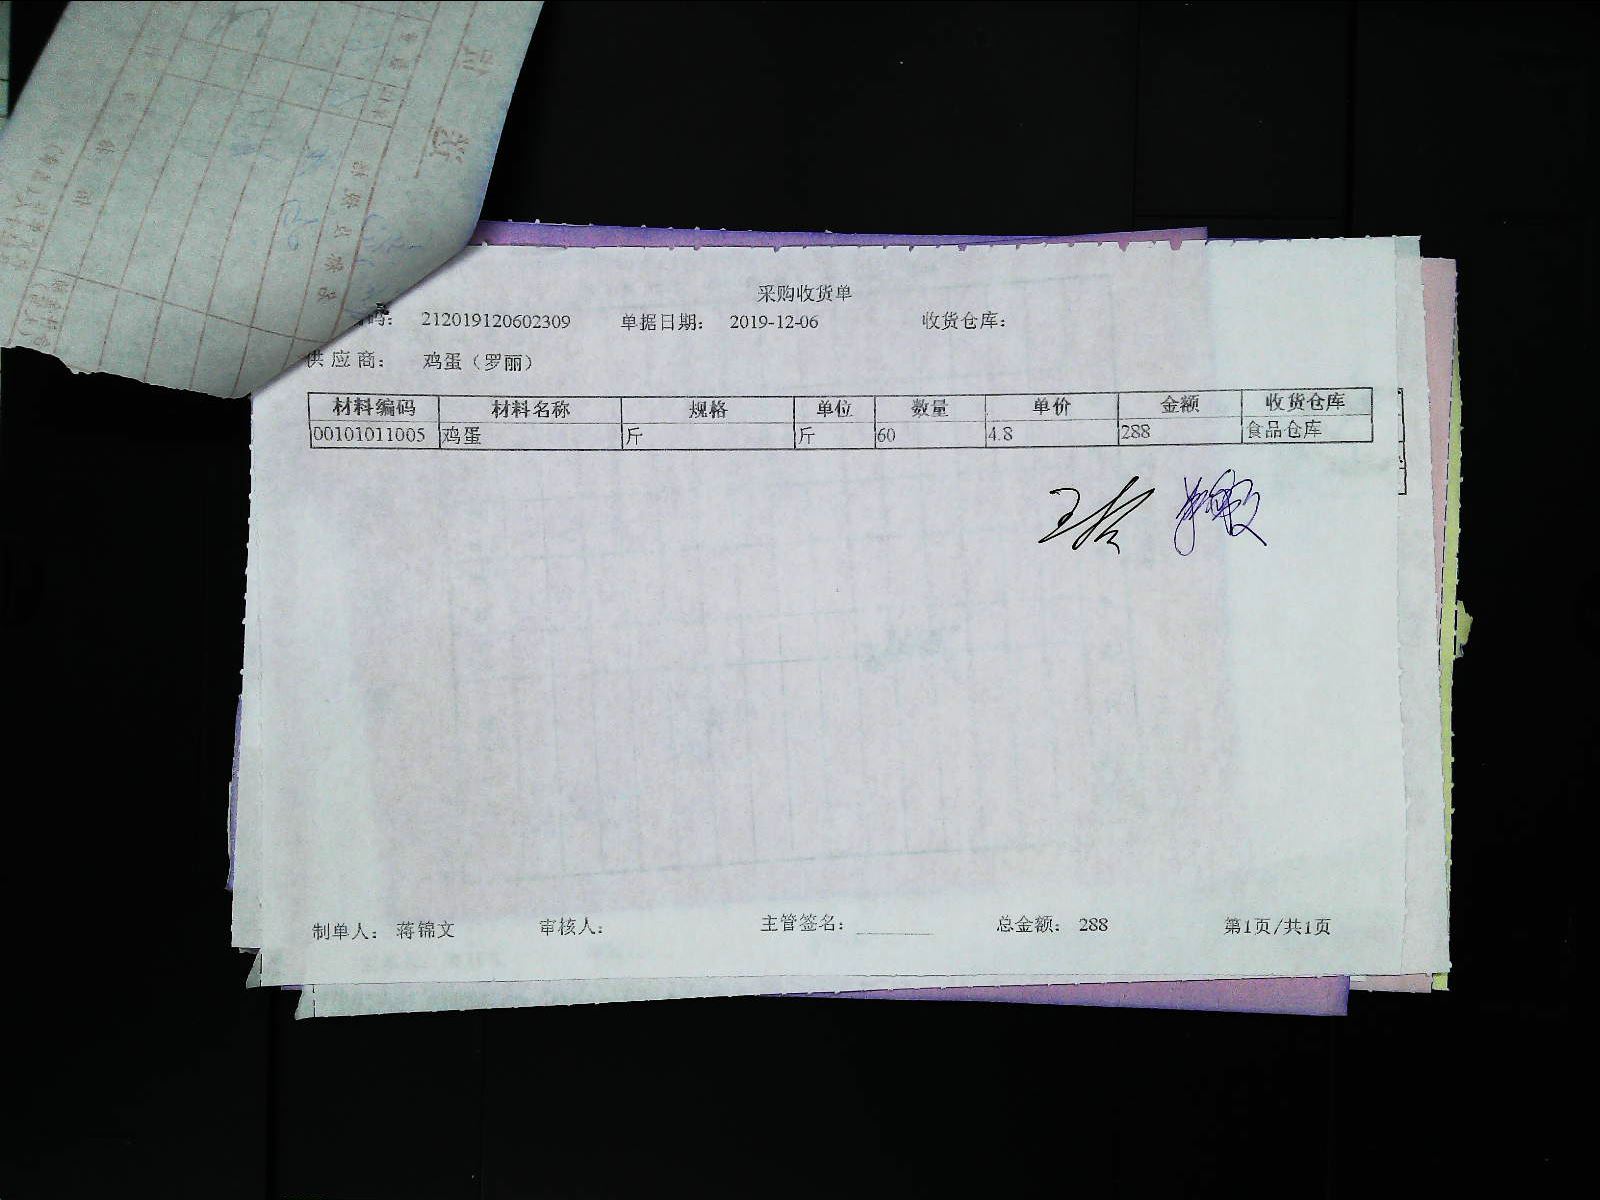 采购收货单
码: 212019120602309 单据日期: 2019-12-06 收货仓库:
供应商: 鸡蛋（罗丽）
材料编码 材料名称 规格 单位 数量 单价 金额 收货仓库
00101011005 鸡蛋 斤 斤 60 4.8 288 食品仓库
制单人: 蒋锦文 审核人: 主管签名: 总金额: 288 第1页/共1页